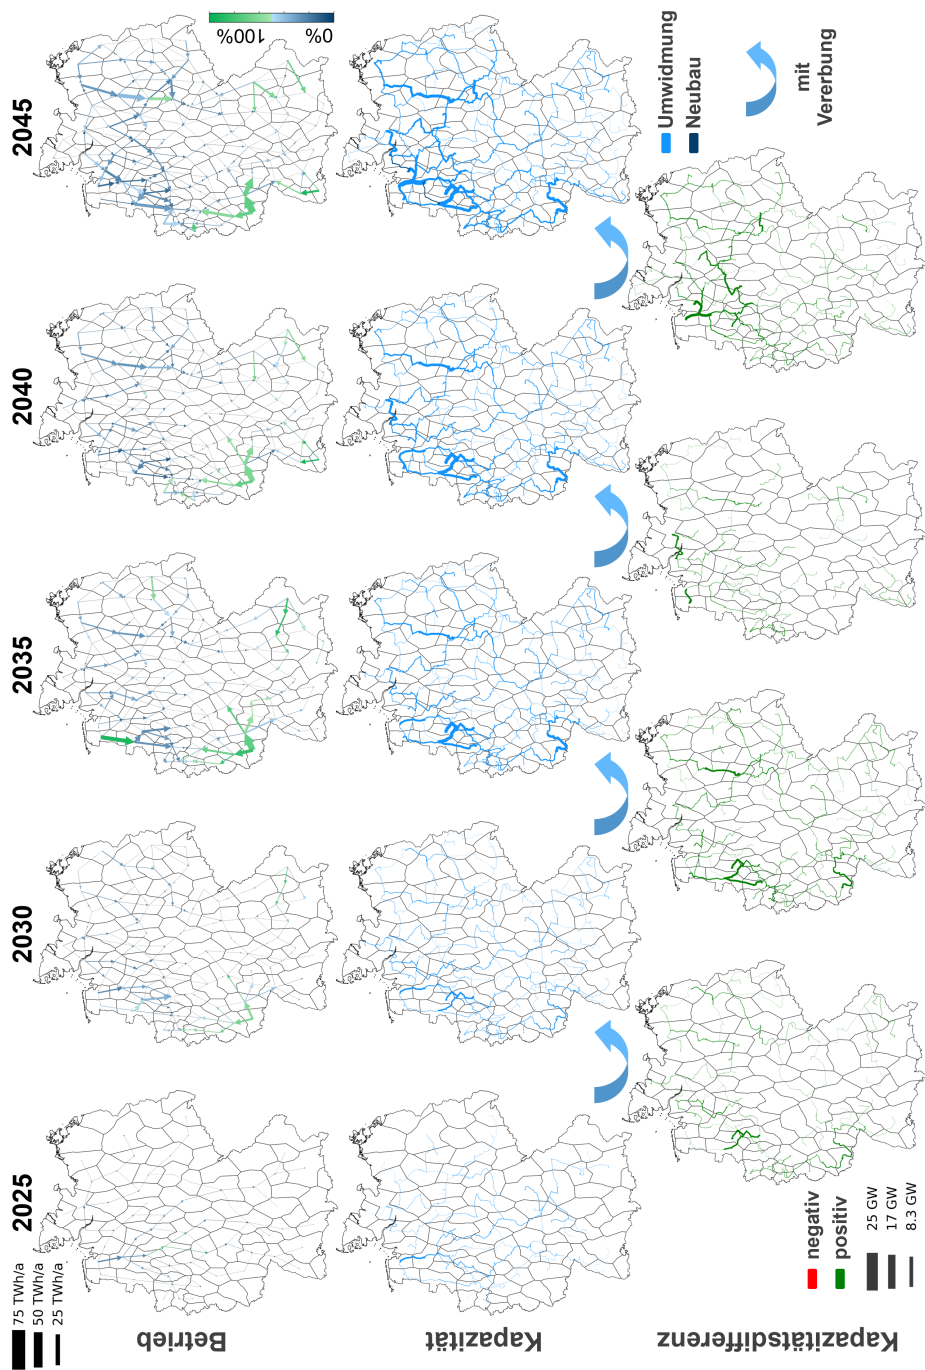 2025
2030
2035
2040
2045
75 TWh/a
50 TWh/a
25 TWh/a
Betrieb
100%
0%
Kapazität
Umwidmung
Neubau
mit
Vererbung
Kapazitätsdifferenz
negativ
positiv
25 GW
17 GW
8.3 GW